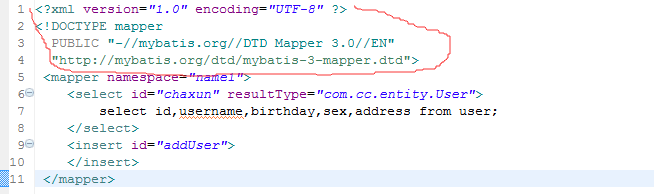 1 <?xml version="1.0" encoding="UTF-8" ?>
2 <!DOCTYPE mapper
3 PUBLIC "-//mybatis.org//DTD Mapper 3.0//EN"
4 "http://mybatis.org/dtd/mybatis-3-mapper.dtd">
5 <mapper namespace="name1">
6 <select id="chaxun" resultType="com.cc.entity.User">
7 select id,username,birthday,sex,address from user;
8 </select>
9 <insert id="addUser">
10 </insert>
11 </mapper>